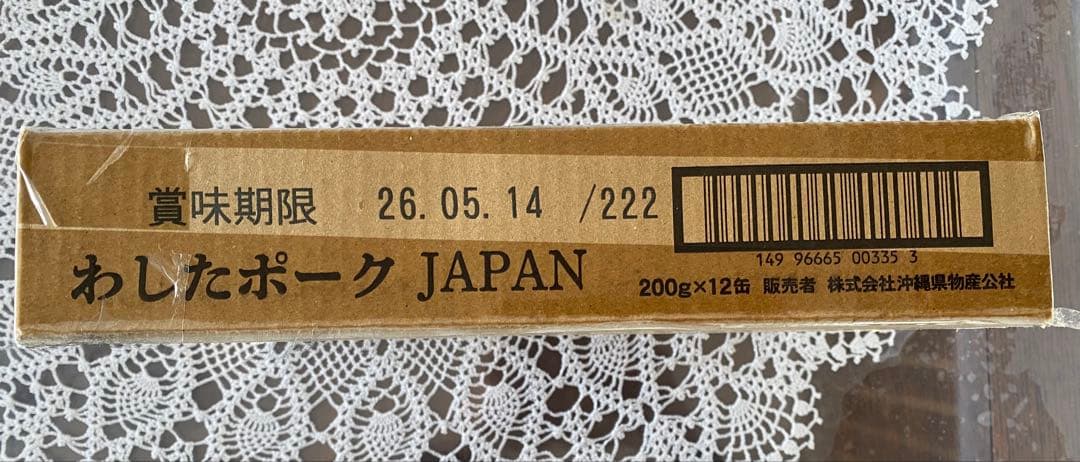 賞味期限 26.05.14 /222
わしたポーク JAPAN
149 96665 00335 3
200g×12缶 販売者 株式会社沖縄県物産公社